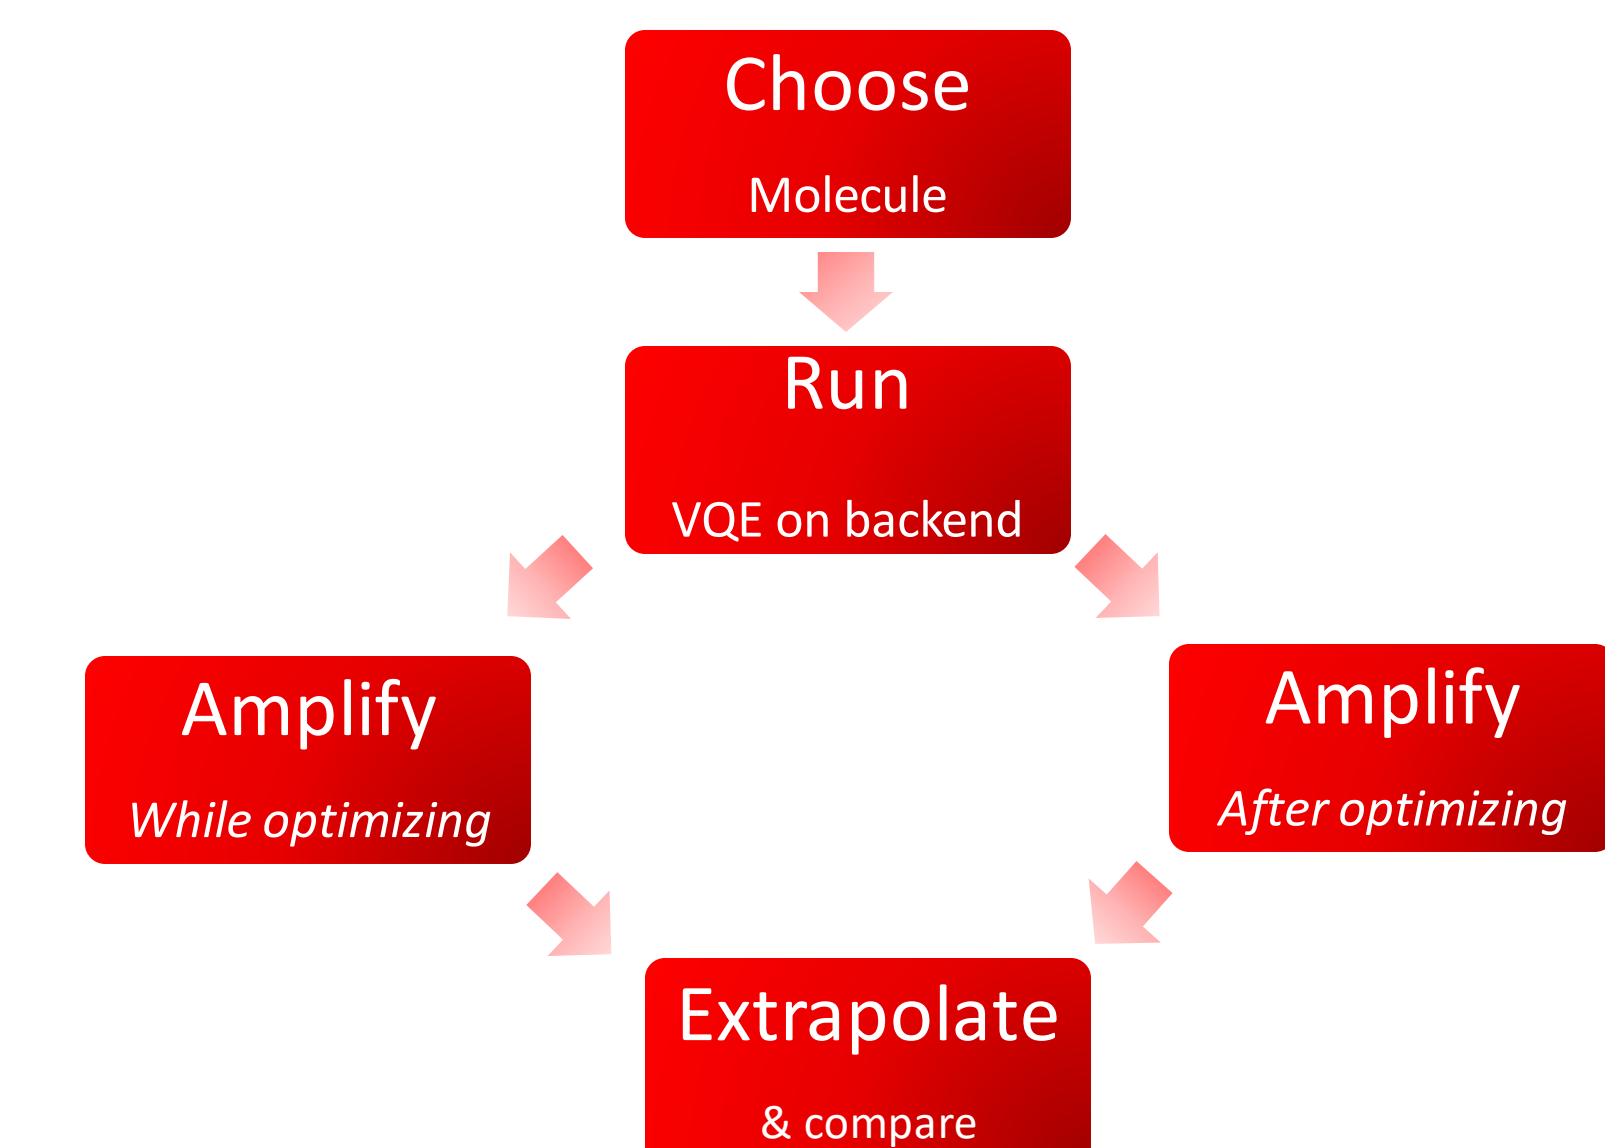 Choose
Molecule
Run
VQE on backend
Amplify
While optimizing
Amplify
After optimizing
Extrapolate
& compare